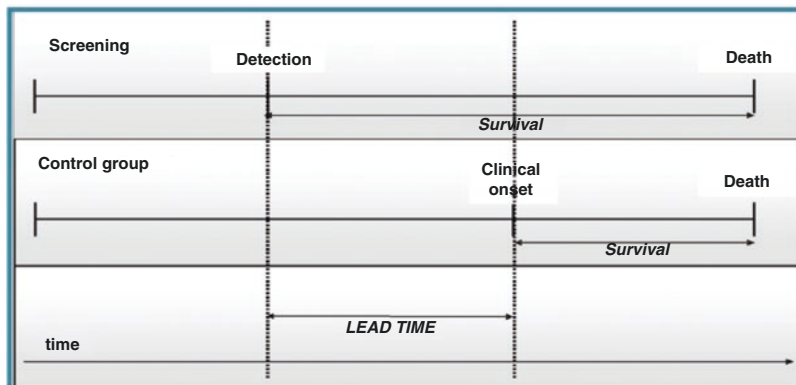 Screening
Detection
Death
Survival
Control group
Clinical
onset
Death
Survival
LEAD TIME
time